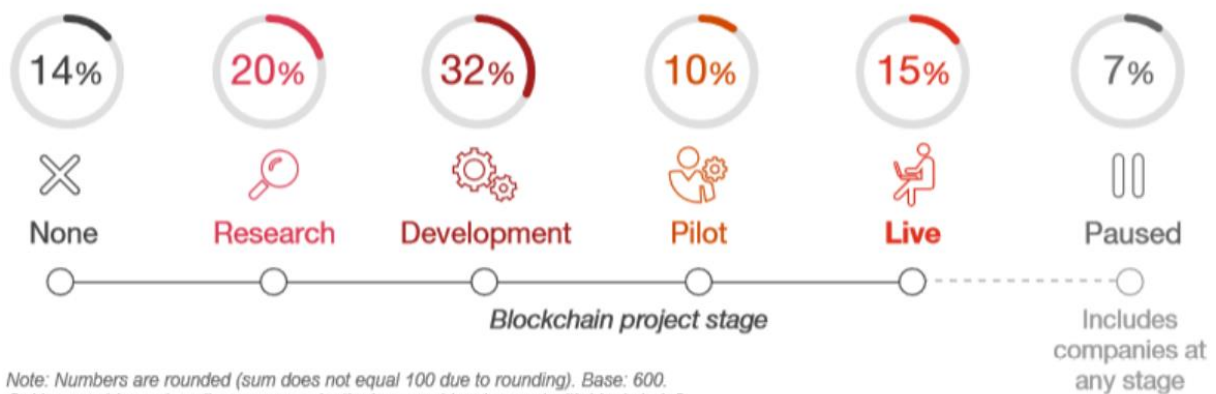 14% 20% 32% 10% 15% 7%
None Research Development Pilot Live Paused
Blockchain project stage
Includes
companies at
any stage
Note: Numbers are rounded (sum does not equal 100 due to rounding). Base: 600.